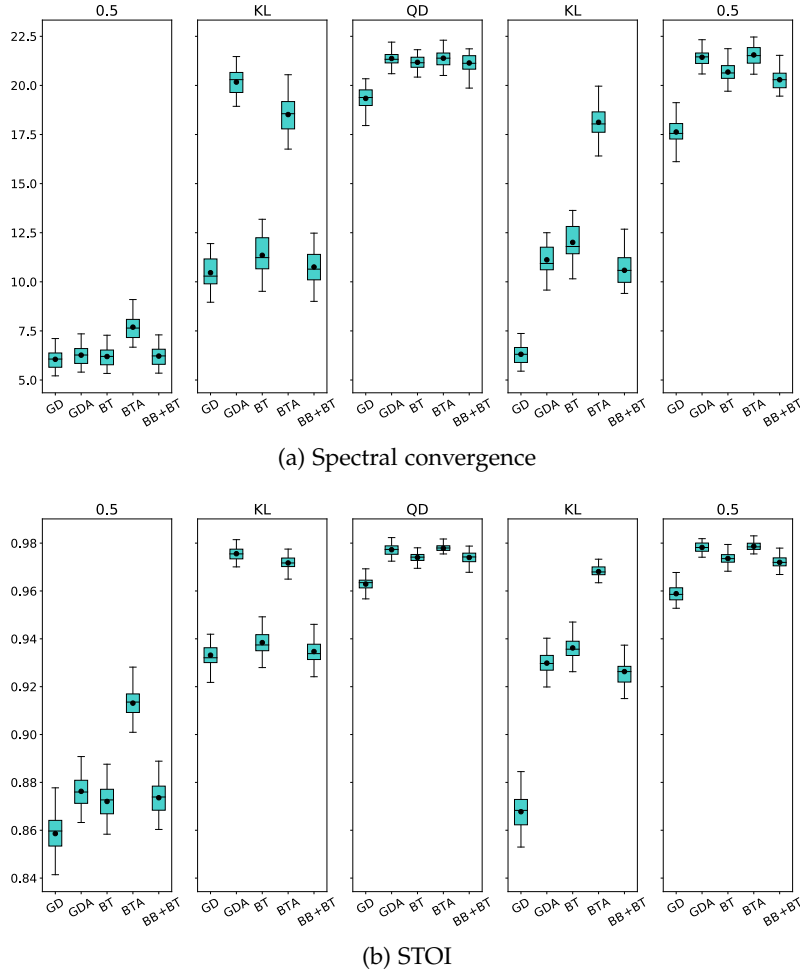 0.5 KL QD KL 0.5
22.5
20.0
17.5
15.0
12.5
10.0
7.5
5.0
GD GDA BT BTA BB+BT GD GDA BT BTA BB+BT GD GDA BT BTA BB+BT GD GDA BT BTA BB+BT GD GDA BT BTA BB+BT
(a) Spectral convergence
0.5 KL QD KL 0.5
0.98
0.96
0.94
0.92
0.90
0.88
0.86
0.84
GD GDA BT BTA BB+BT GD GDA BT BTA BB+BT GD GDA BT BTA BB+BT GD GDA BT BTA BB+BT GD GDA BT BTA BB+BT
(b) STOI